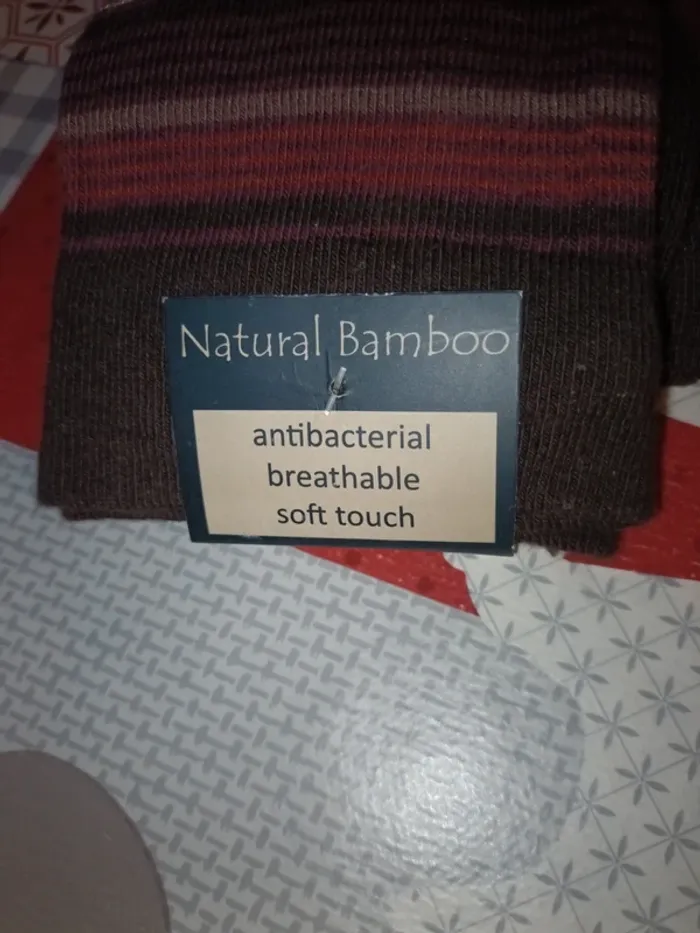 Natural Bamboo
antibacterial
breathable
soft touch